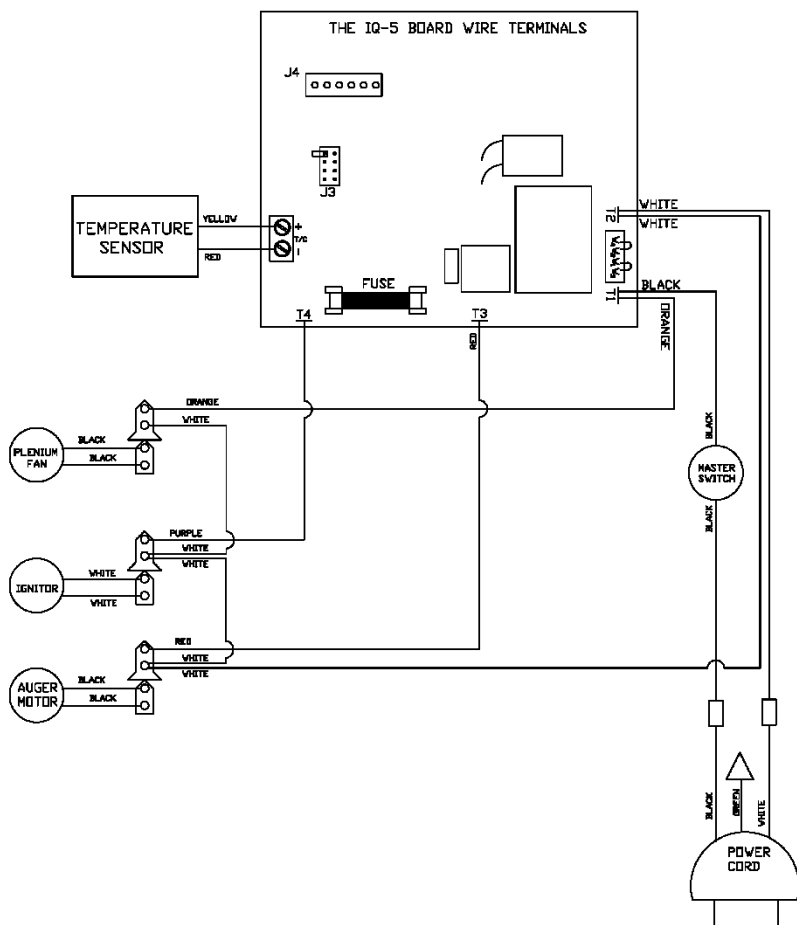 THE IQ-5 BOARD WIRE TERMINALS
J4
J3
TEMPERATURE
SENSOR
YELLOW
RED
+
T/C
-
FUSE
T2
WHITE
WHITE
T1
BLACK
ORANGE
T4
T3
RED
ORANGE
WHITE
PLENIUM
FAN
BLACK
BLACK
BLACK
MASTER
SWITCH
BLACK
PURPLE
WHITE
WHITE
IGNITOR
WHITE
WHITE
RED
WHITE
WHITE
AUGER
MOTOR
BLACK
BLACK
BLACK
GREEN
WHITE
POWER
CORD